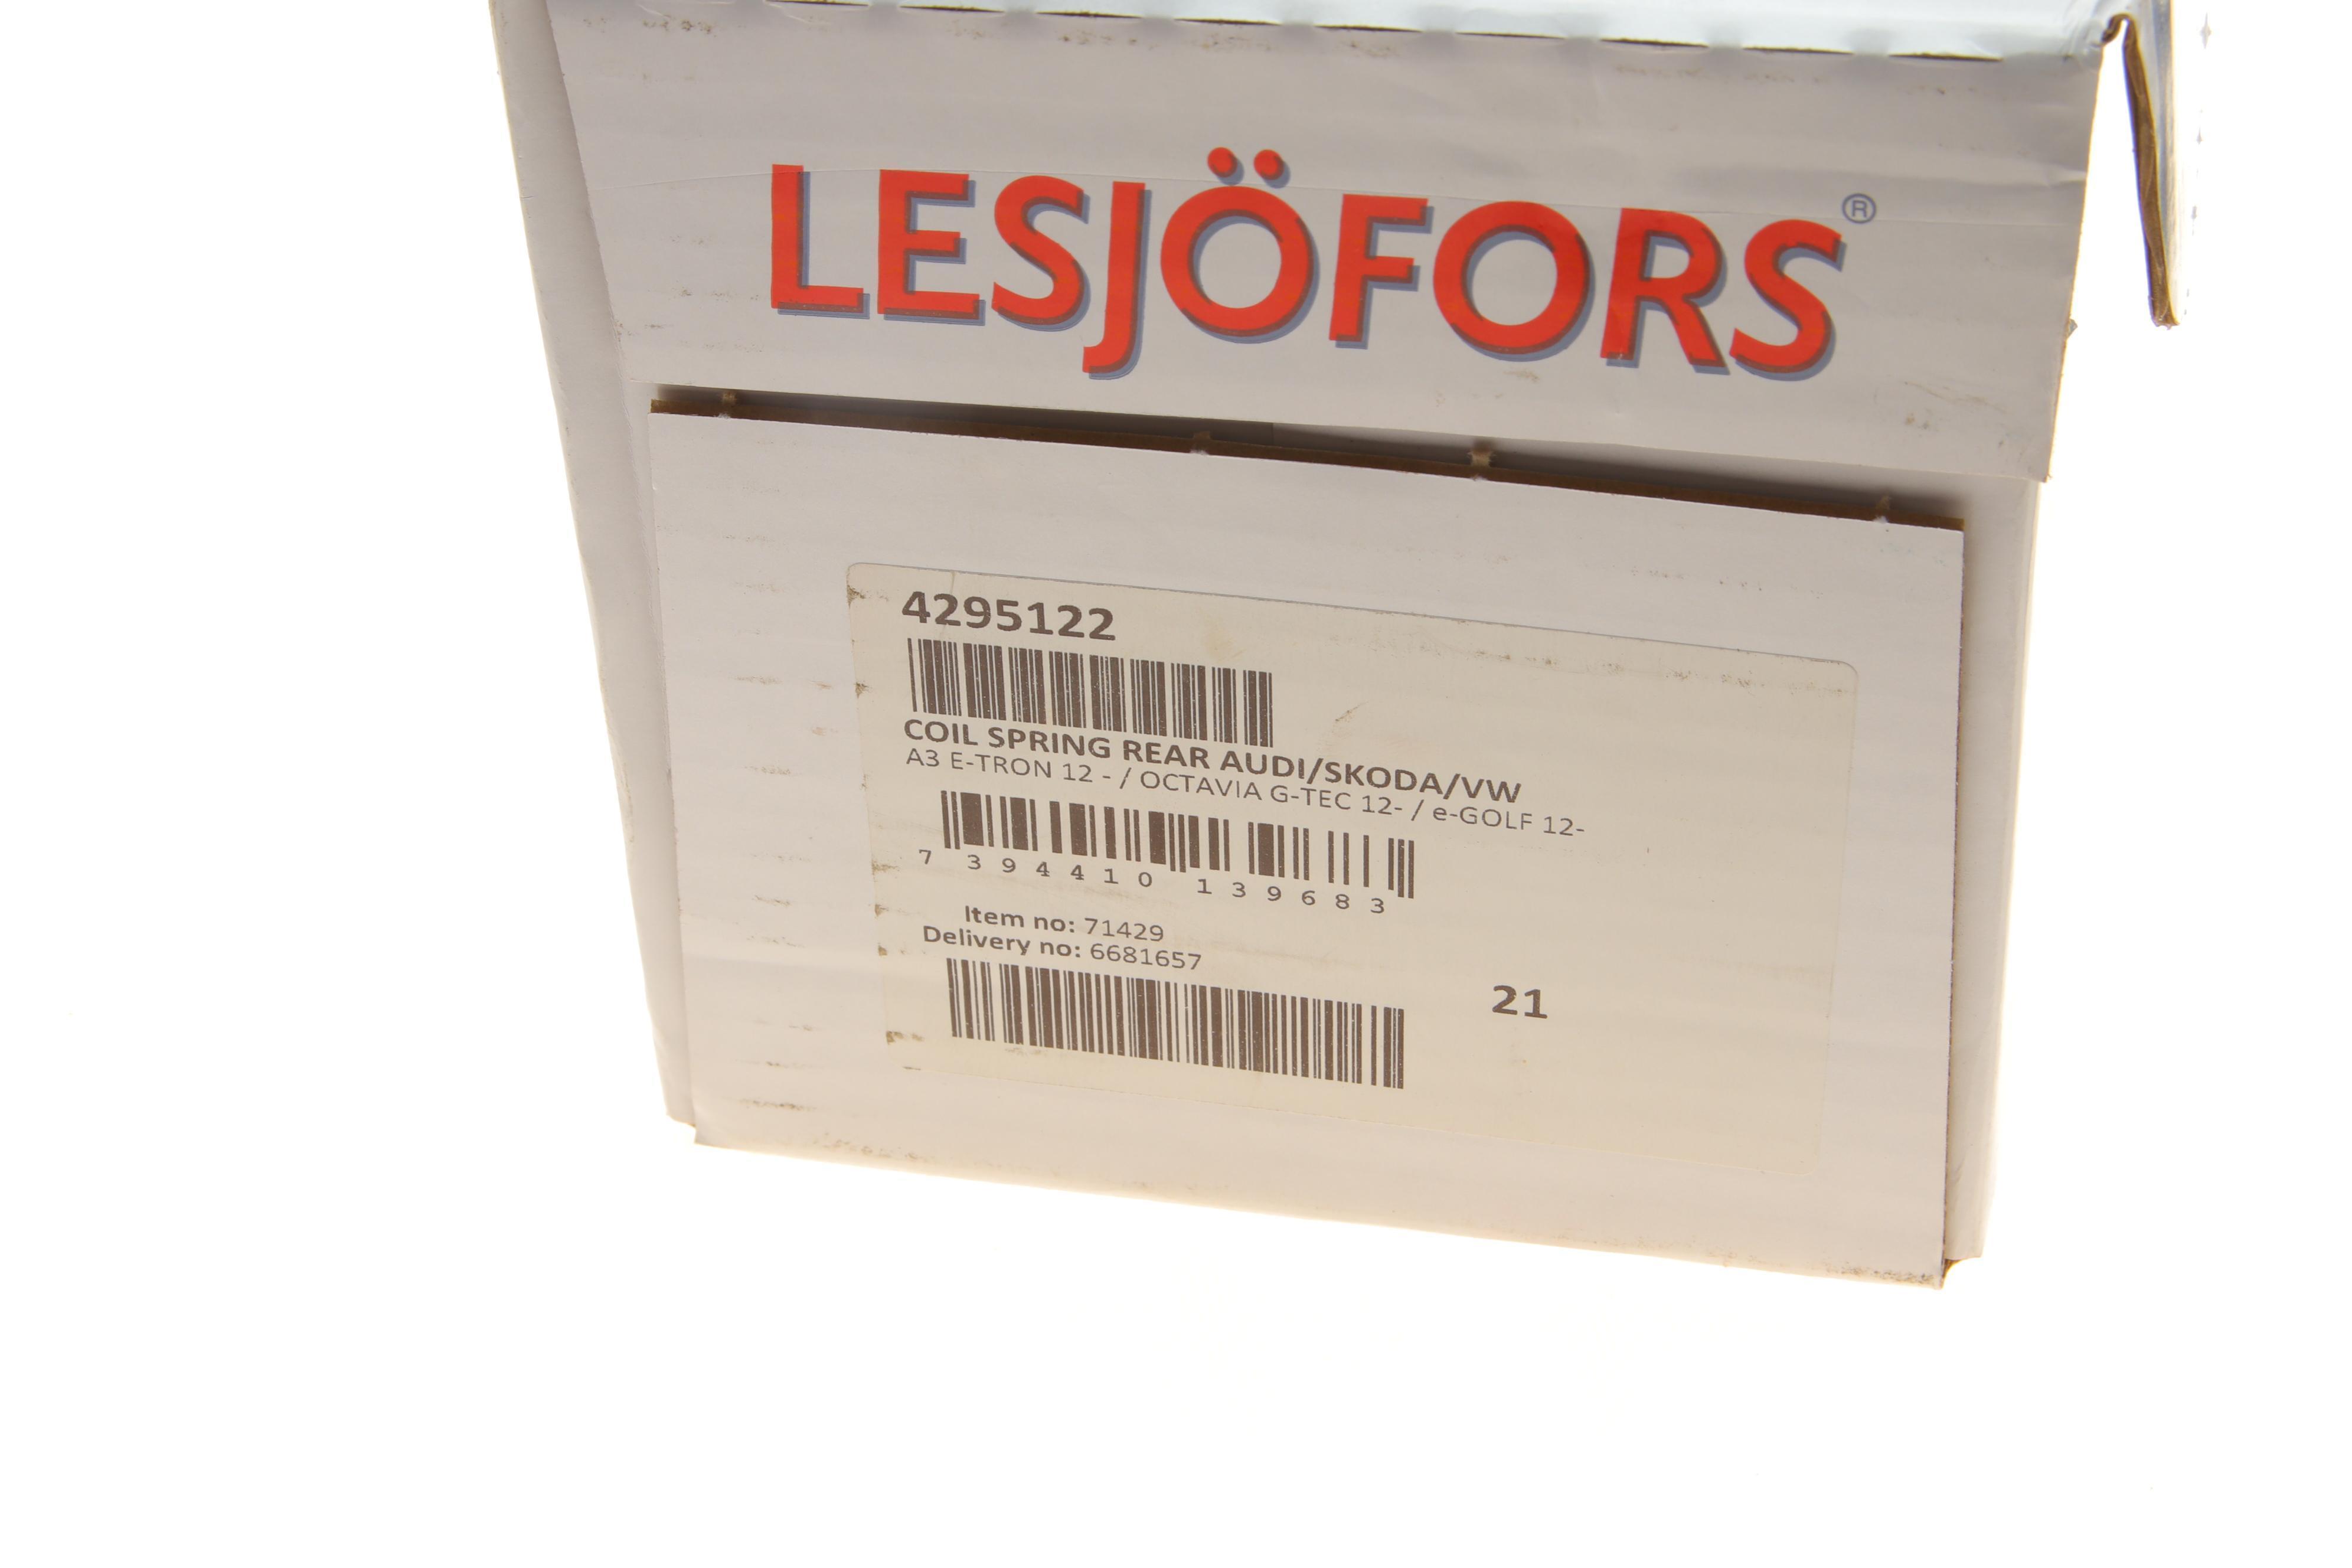 LESJÖFORS®
4295122
COIL SPRING REAR AUDI/SKODA/VW
A3 E-TRON 12 - / OCTAVIA G-TEC 12- / e-GOLF 12-
7 394410 139683
Item no: 71429
Delivery no: 6681657
21